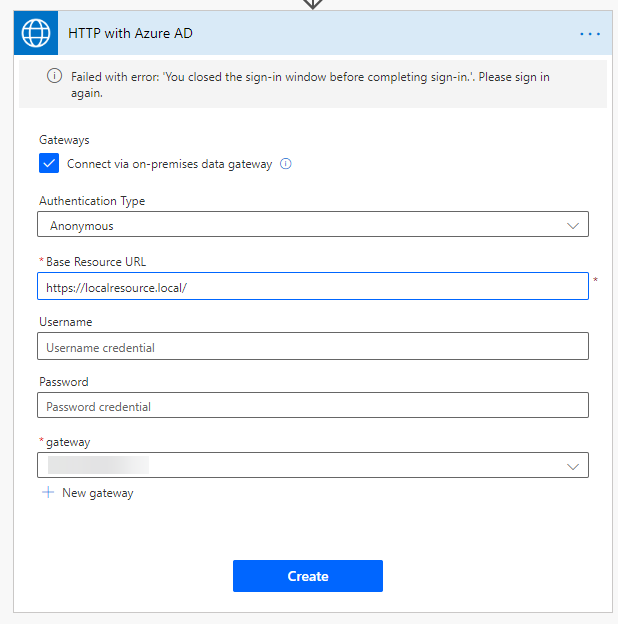 HTTP with Azure AD
Failed with error: 'You closed the sign-in window before completing sign-in.'. Please sign in
again.
Gateways
Connect via on-premises data gateway
Authentication Type
Anonymous
*Base Resource URL
https://localresource.local/
*
Username
Username credential
Password
Password credential
*gateway
New gateway
Create